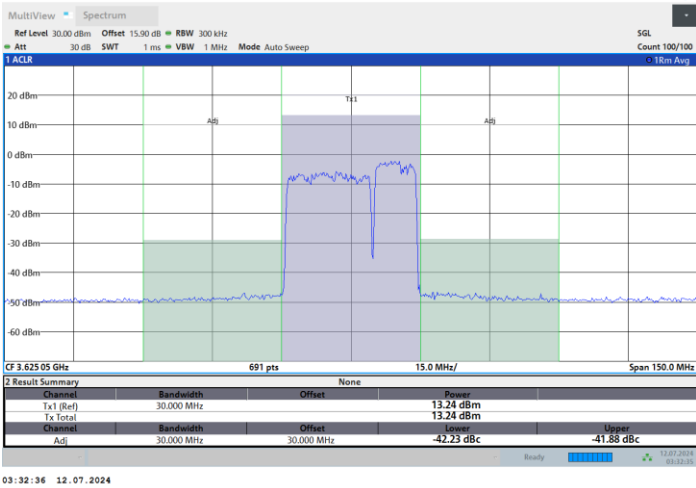 MultiView Spectrum
Ref Level 30.00 dBm Offset 15.90 dB RBW 300 kHz SGL
Att 30 dB SWT 1 ms VBW 1 MHz Mode Auto Sweep Count 100/100
1 ACLR 1Rm Avg
20 dBm
Tx1
Adj Adj
10 dBm
0 dBm
-10 dBm
-20 dBm
-30 dBm
-40 dBm
-50 dBm
-60 dBm
CF 3.625 05 GHz 691 pts 15.0 MHz/ Span 150.0 MHz
2 Result Summary None
Channel Bandwidth Offset Power
Tx1 (Ref) 30.000 MHz 13.24 dBm
Tx Total 13.24 dBm
Channel Bandwidth Offset Lower Upper
Adj 30.000 MHz 30.000 MHz -42.23 dBc -41.88 dBc
Ready 12.07.2024
03:32:35
03:32:36 12.07.2024